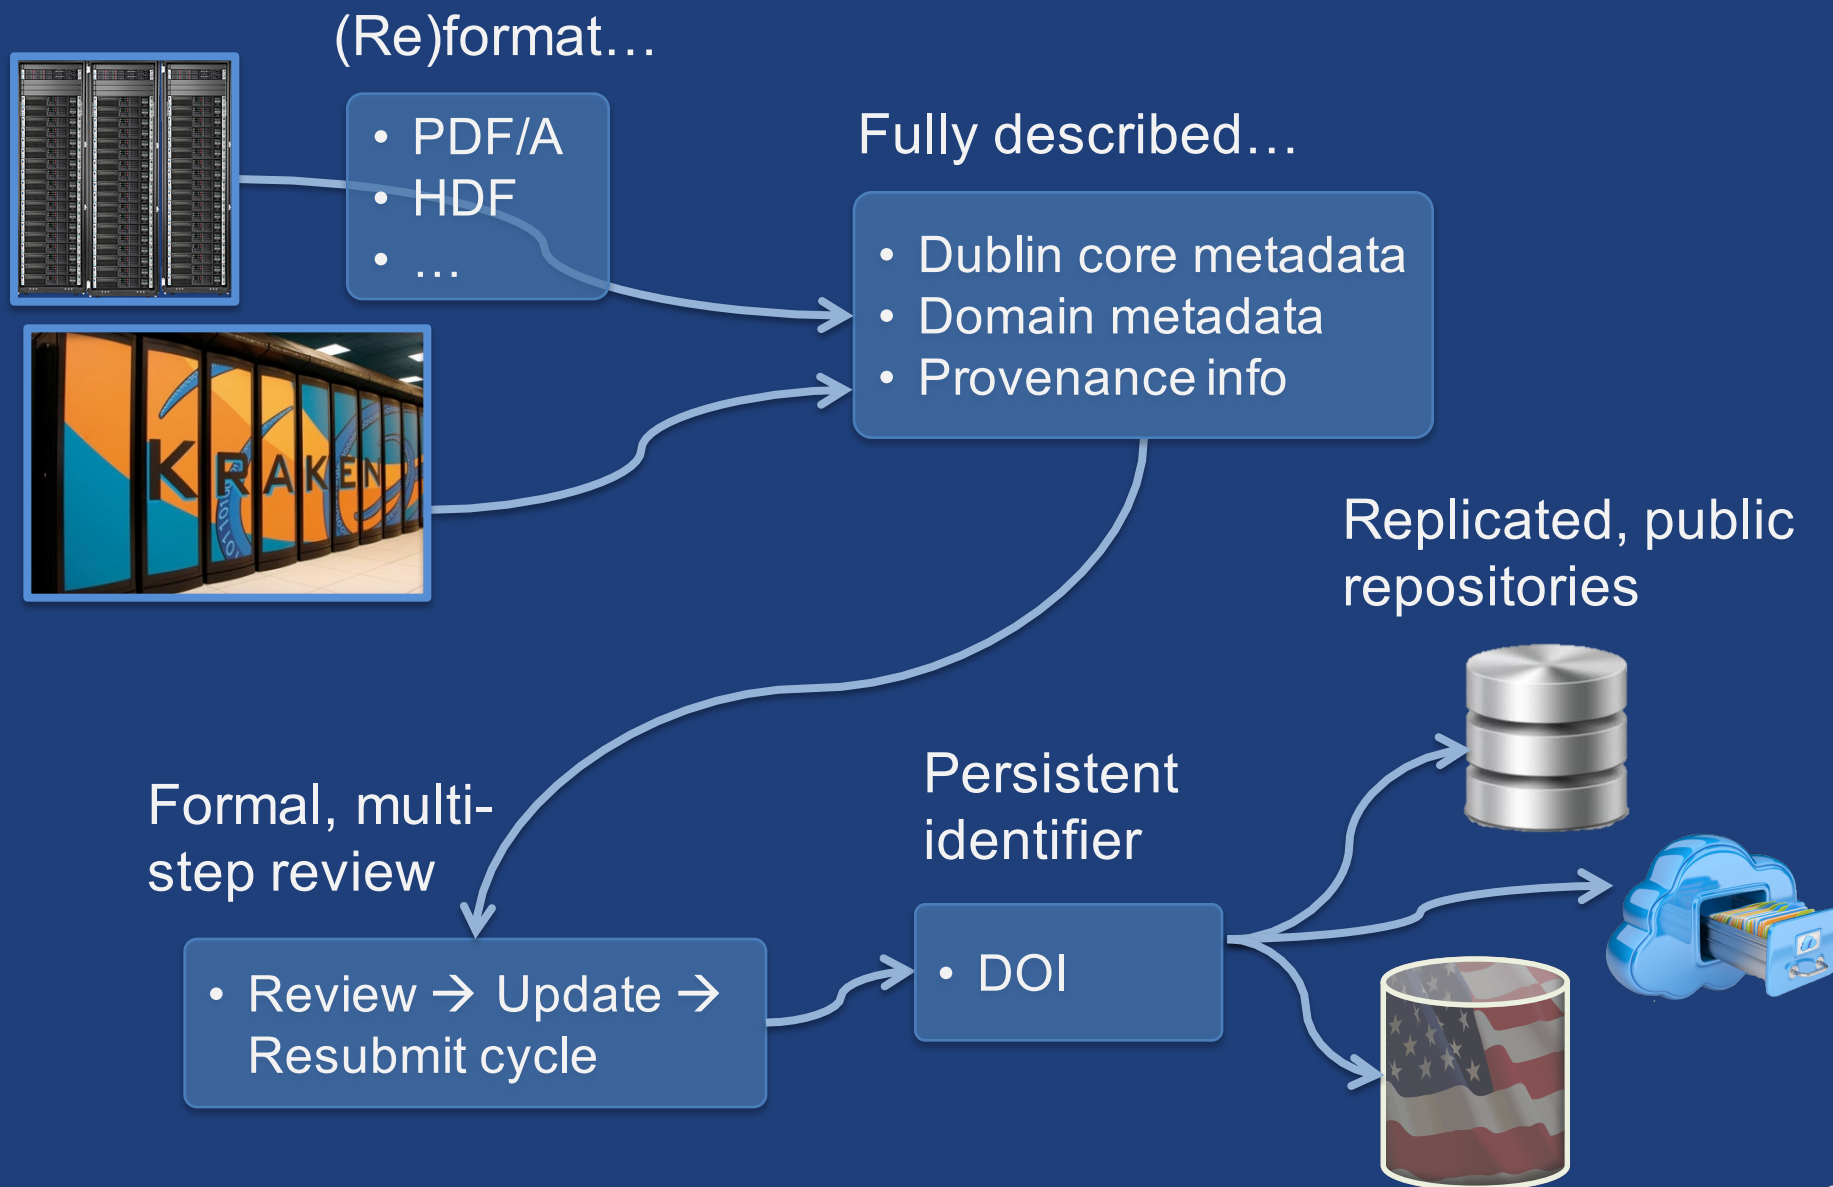 (Re)format…
• PDF/A
• HDF
• …
Fully described…
• Dublin core metadata
• Domain metadata
• Provenance info
KRAKEN
Replicated, public
repositories
Formal, multi-
step review
• Review → Update →
Resubmit cycle
Persistent
identifier
• DOI